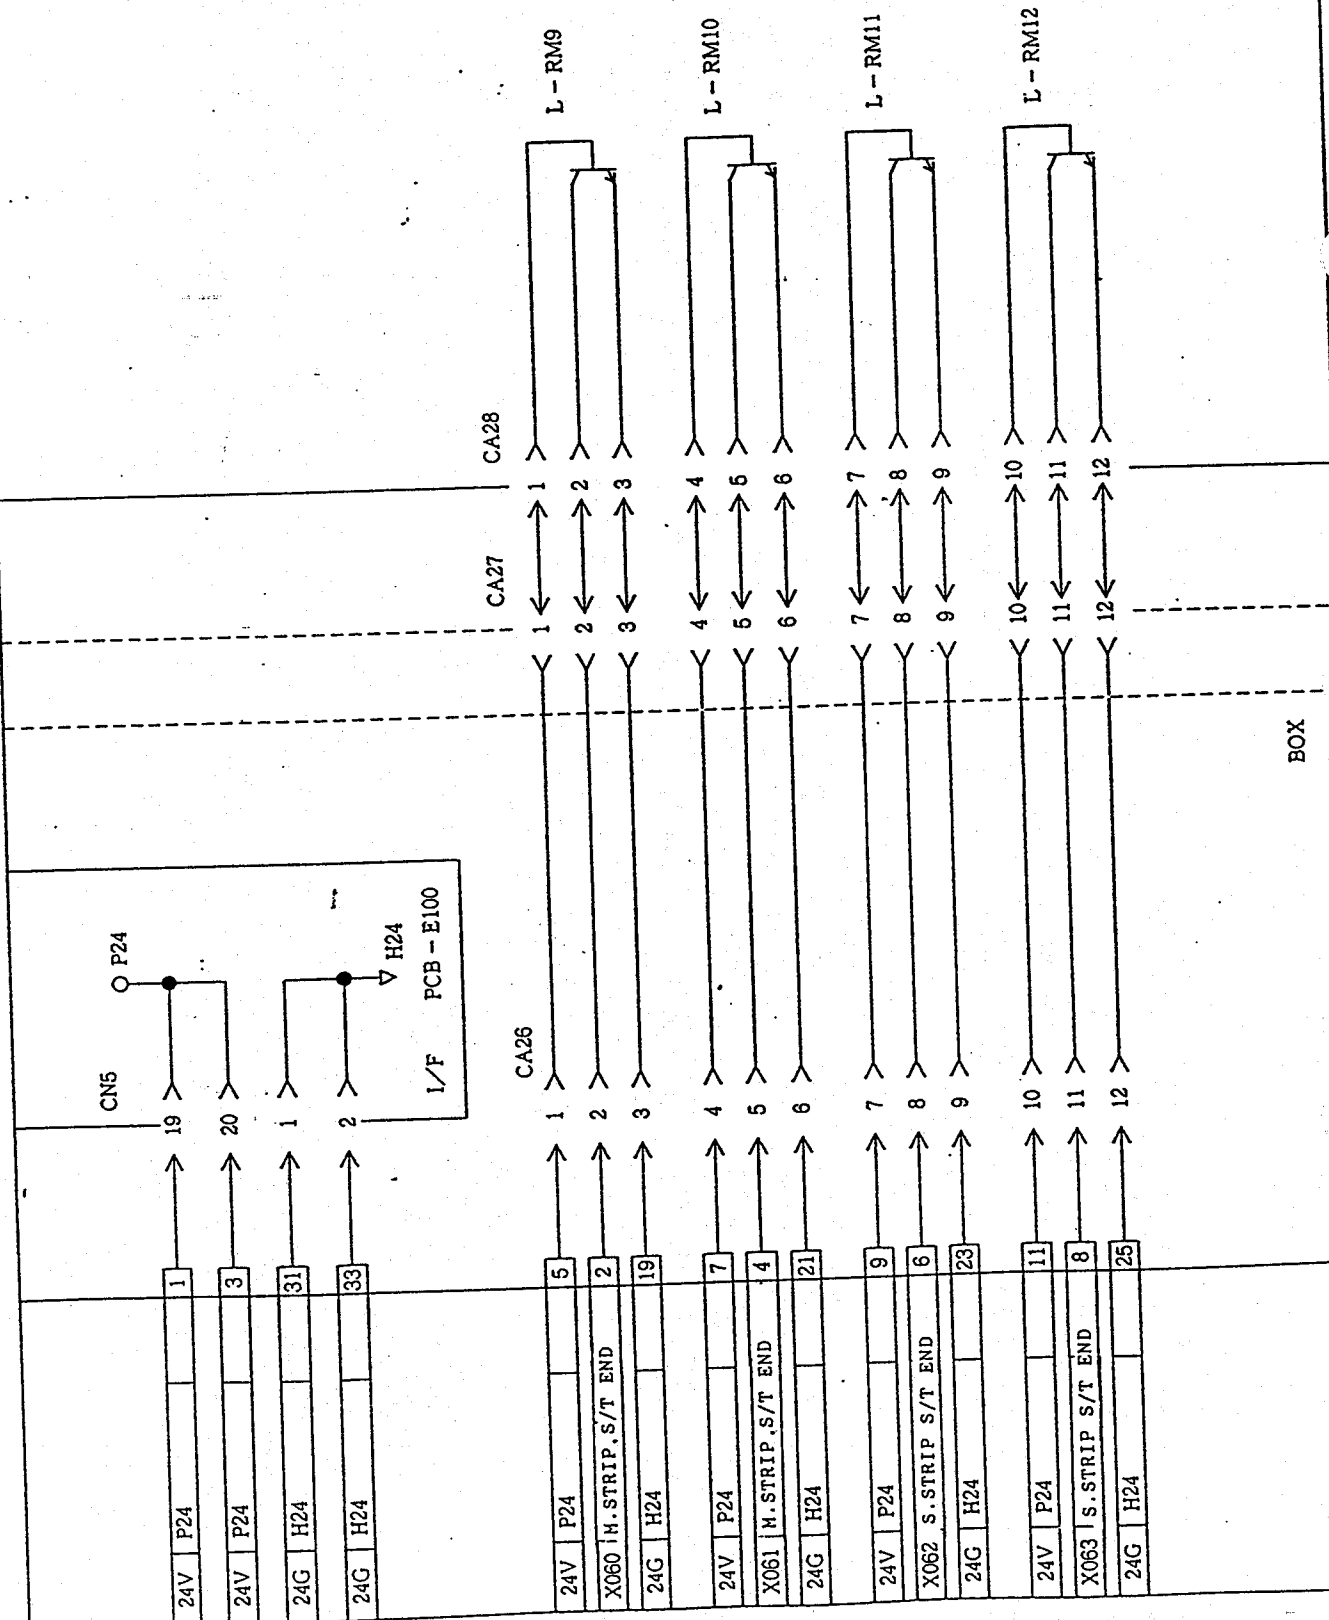 L-RM9
L-RM10
L-RM11
L-RM12
CA28
1 2 3 4 5 6 7 8 9 10 11 12
CA27
1 2 3 4 5 6 7 8 9 10 11 12
BOX
P24
H24
CN5
I/F PCB-E100
19 20 1 2
CA26
1 2 3 4 5 6 7 8 9 10 11 12
24V P24 1
24V P24 3
24G H24 31
24G H24 33
24V P24 5
X060 M.STRIP.S/T END 2
24G H24 19
24V P24 7
X061 M.STRIP.S/T END 4
24G H24 21
24V P24 9
X062 S.STRIP S/T END 6
24G H24 23
24V P24 11
X063 S.STRIP S/T END 8
24G H24 25